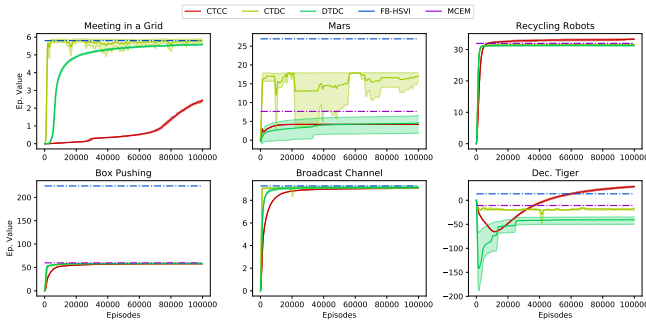 CTCC CTDC DTDC FB-HSVI MCEM
Meeting in a Grid
Mars
Recycling Robots
Ep. Value
6
5
4
3
2
1
0
0 20000 40000 60000 80000 100000
25
20
15
10
5
0
0 20000 40000 60000 80000 100000
30
25
20
15
10
5
0
0 20000 40000 60000 80000 100000
Box Pushing
Broadcast Channel
Dec. Tiger
Ep. Value
200
150
100
50
0
0 20000 40000 60000 80000 100000
Episodes
8
6
4
2
0
0 20000 40000 60000 80000 100000
Episodes
0
−50
−100
−150
−200
0 20000 40000 60000 80000 100000
Episodes